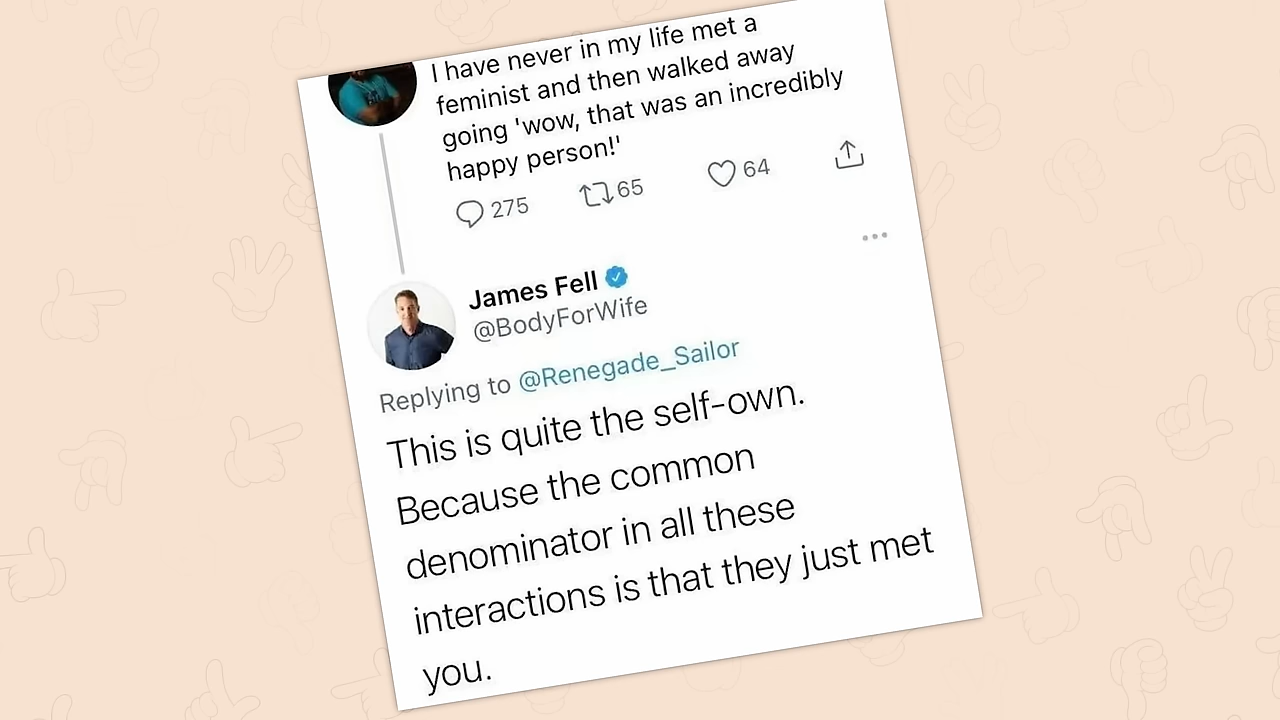 I have never in my life met a
feminist and then walked away
going 'wow, that was an incredibly
happy person!'
275 65 64
James Fell
@BodyForWife
Replying to @Renegade_Sailor
This is quite the self-own.
Because the common
denominator in all these
interactions is that they just met
you.